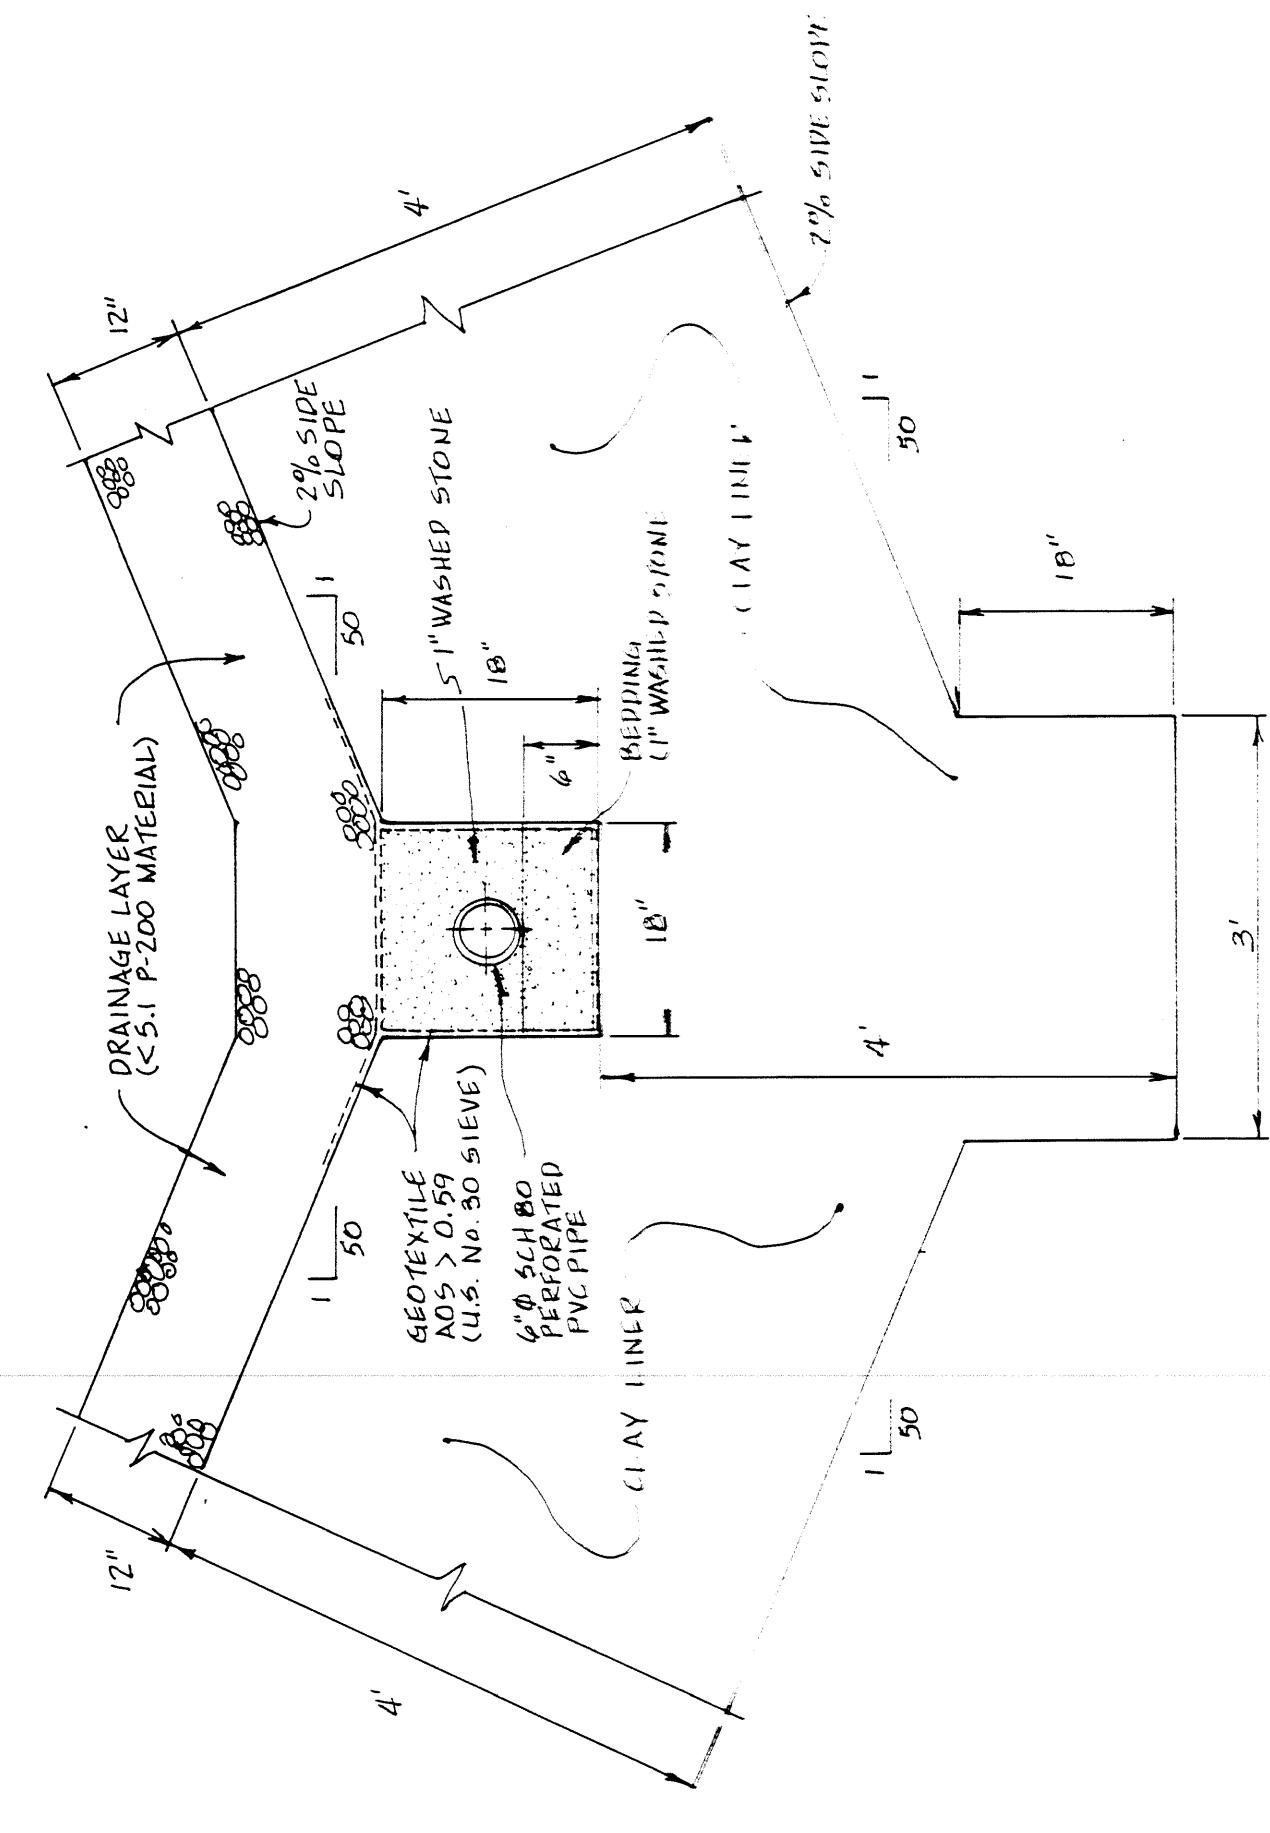 DRAINAGE LAYER
(<5.1 P-200 MATERIAL)
12"
12"
4'
4'
2% SIDE
SLOPE
1
50
1
50
GEOTEXTILE
AOS > 0.59
(U.S. No. 30 SIEVE)
6"Ø SCH 80
PERFORATED
PVC PIPE
1" WASHED STONE
18"
6"
BEDDING
(1" WASHED STONE
18"
CLAY LINER
CLAY LINER
4'
2% SIDE SLOPE
1
50
1
50
18"
3'